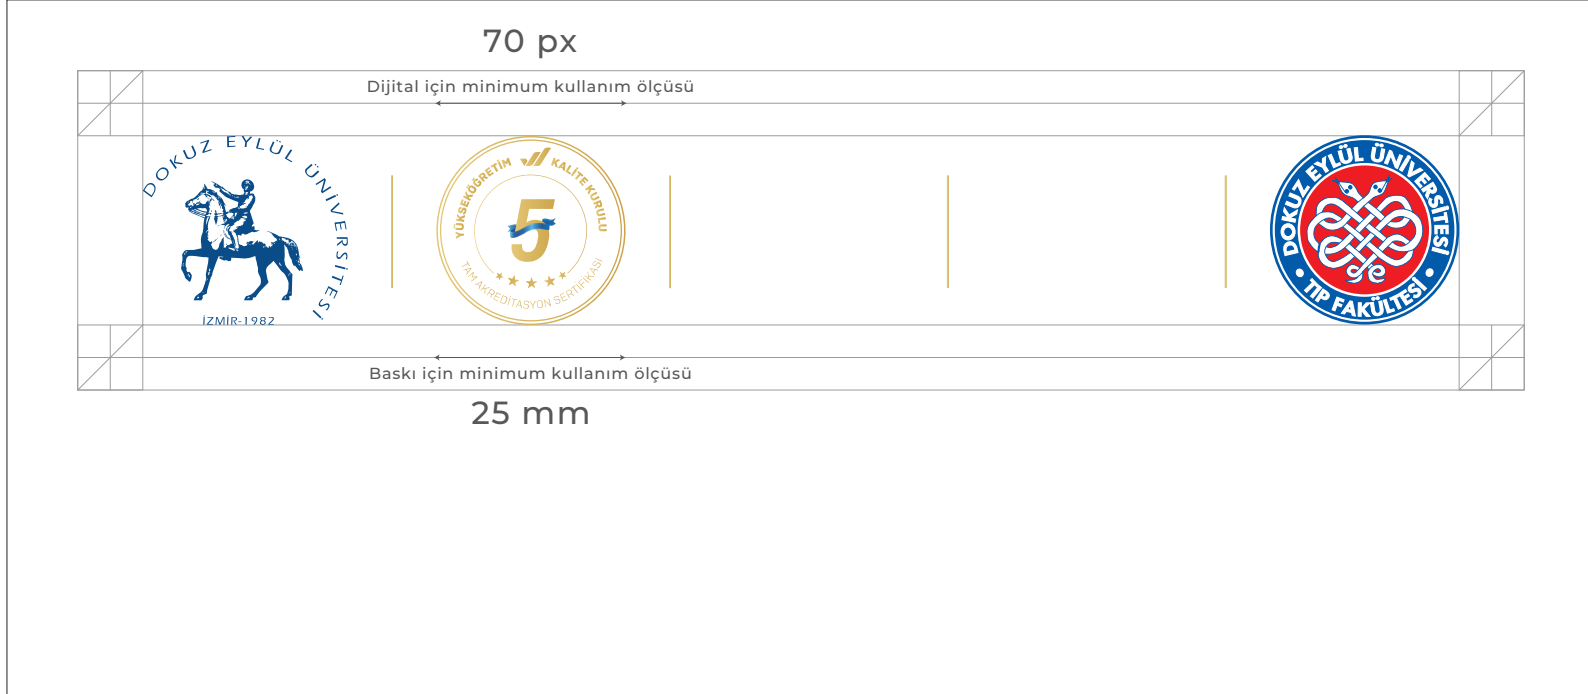 70 px
Dijital için minimum kullanım ölçüsü
DOKUZ EYLÜL ÜNİVERSİTESİ
İZMİR-1982
YÜKSEKÖĞRETİM KALİTE KURULU
5
TAM AKREDİTASYON SERTİFİKASI
DOKUZ EYLÜL ÜNİVERSİTESİ
TIP FAKÜLTESİ
Baskı için minimum kullanım ölçüsü
25 mm